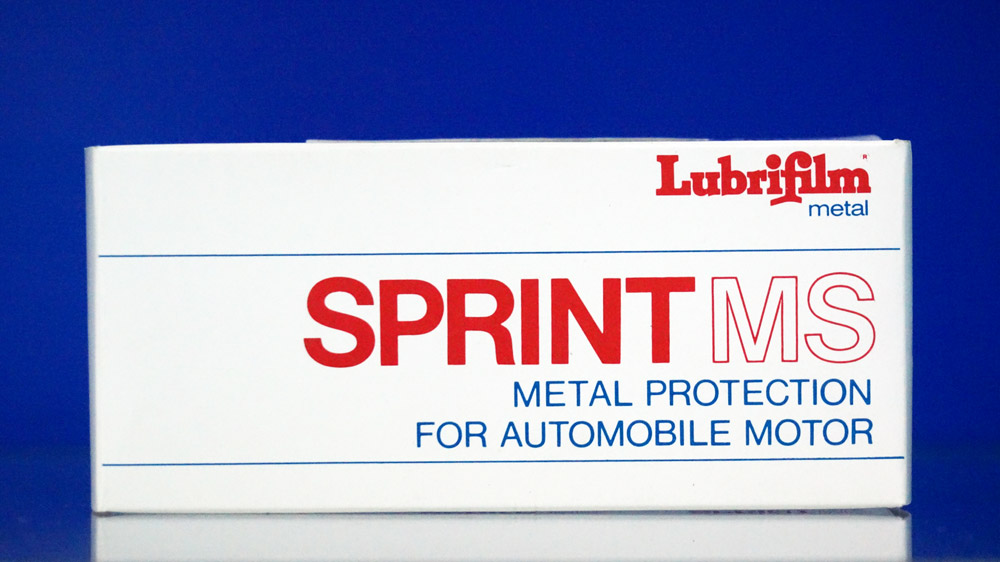 Lubrifilm®
metal
SPRINT MS
METAL PROTECTION
FOR AUTOMOBILE MOTOR